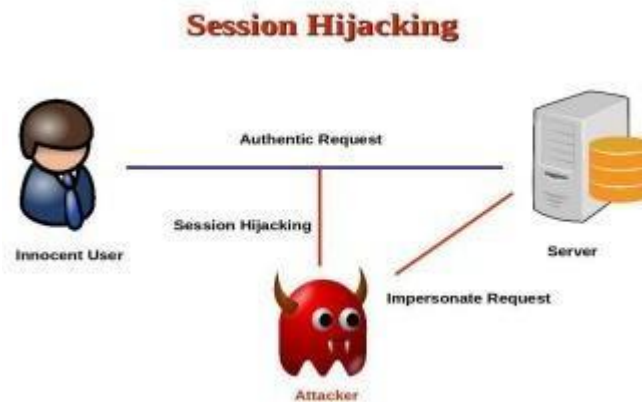 Session Hijacking
Authentic Request
Session Hijacking
Innocent User
Server
Impersonate Request
Attacker